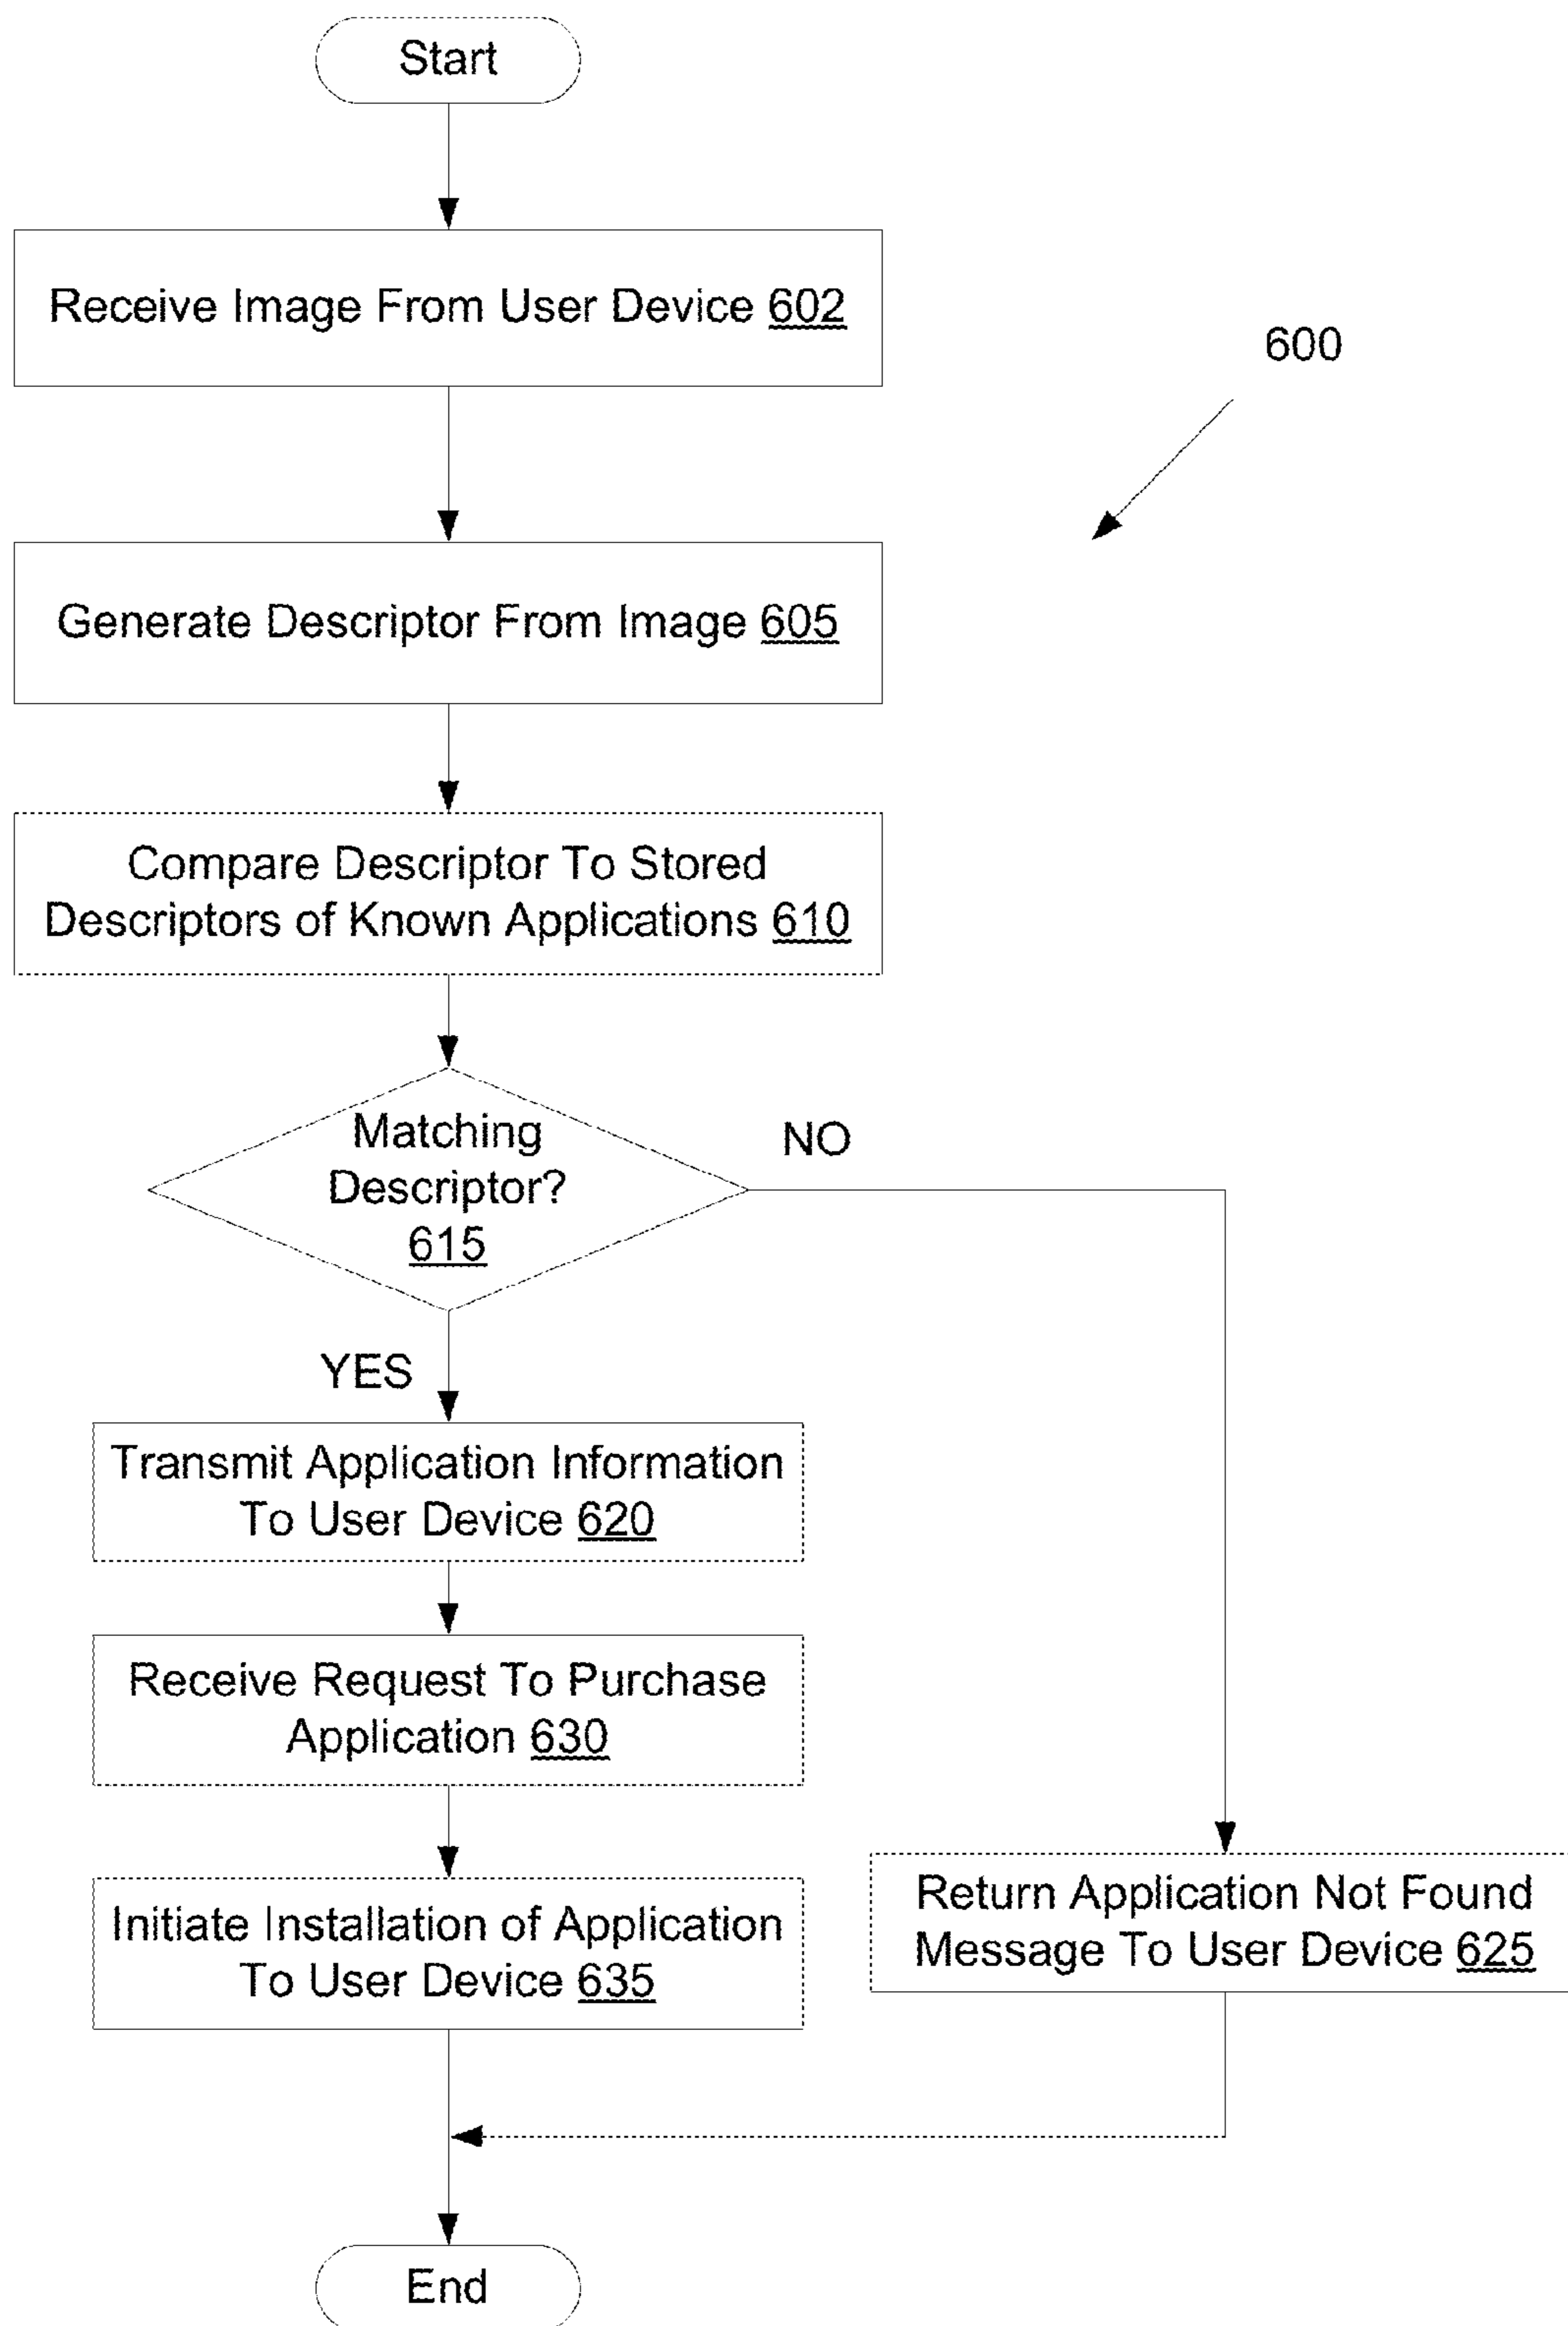 Start
Receive Image From User Device 602
600
Generate Descriptor From Image 605
Compare Descriptor To Stored
Descriptors of Known Applications 610
Matching
Descriptor?
615
NO
YES
Transmit Application Information
To User Device 620
Receive Request To Purchase
Application 630
Initiate Installation of Application
To User Device 635
Return Application Not Found
Message To User Device 625
End